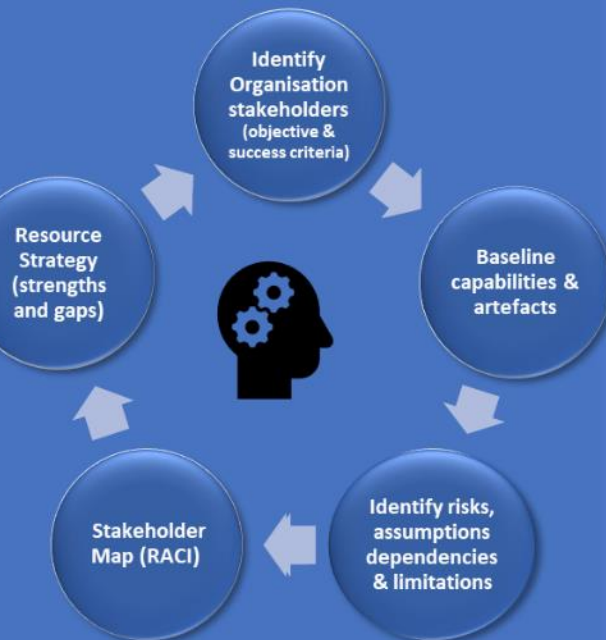 Identify
Organisation
stakeholders
(objective &
success criteria)
Baseline
capabilities &
artefacts
Identify risks,
assumptions
dependencies
& limitations
Stakeholder
Map (RACI)
Resource
Strategy
(strengths
and gaps)